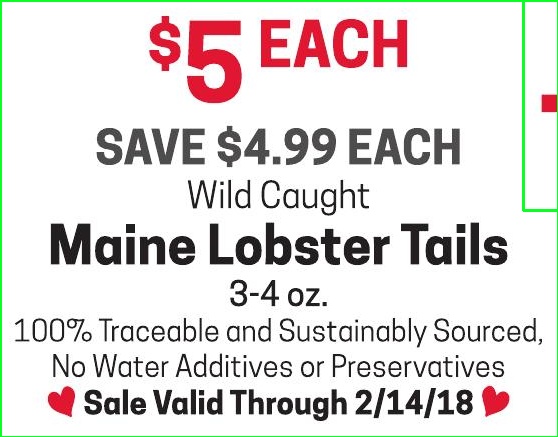 $5 EACH
SAVE $4.99 EACH
Wild Caught
Maine Lobster Tails
3-4 oz.
100% Traceable and Sustainably Sourced,
No Water Additives or Preservatives
Sale Valid Through 2/14/18